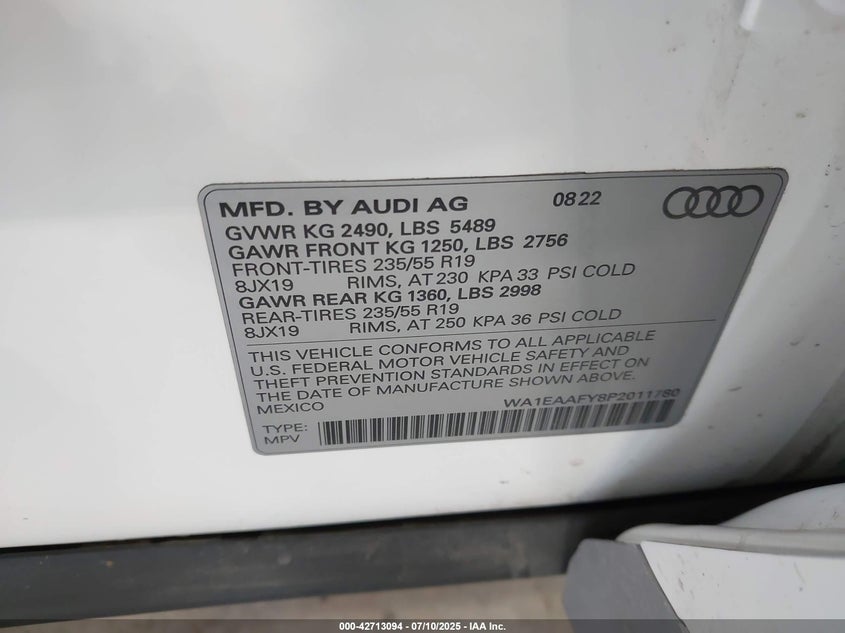 MFD. BY AUDI AG 08 22
GVWR KG 2490, LBS 5489
GAWR FRONT KG 1250, LBS 2756
FRONT-TIRES 235/55 R19
8JX19 RIMS, AT 230 KPA 33 PSI COLD
GAWR REAR KG 1360, LBS 2998
REAR-TIRES 235/55 R19
8JX19 RIMS, AT 250 KPA 36 PSI COLD
THIS VEHICLE CONFORMS TO ALL APPLICABLE
U.S. FEDERAL MOTOR VEHICLE SAFETY AND
THEFT PREVENTION STANDARDS IN EFFECT ON
THE DATE OF MANUFACTURE SHOWN ABOVE.
MEXICO WA1EAAFY8P2011780
TYPE:
MPV
000-42713094 | 07/10/2025 - IAA Inc.